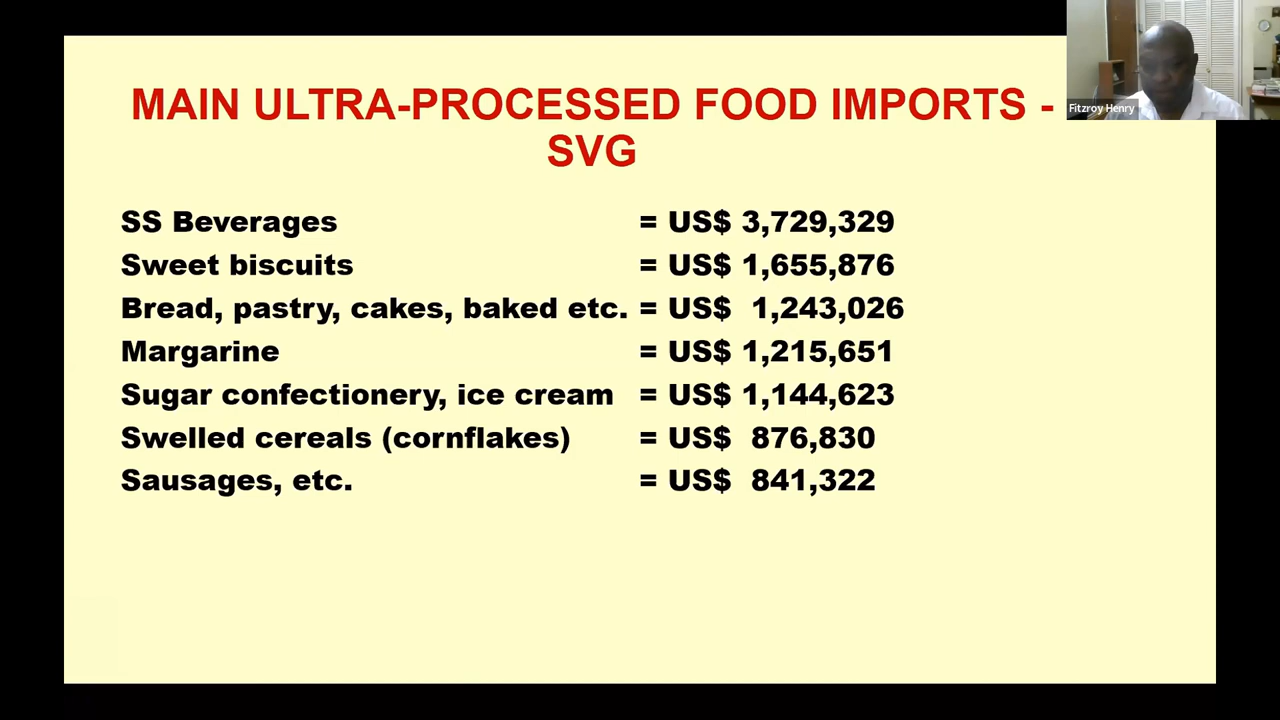 MAIN ULTRA-PROCESSED FOOD IMPORTS -
SVG
Fitzroy Henry
SS Beverages = US$ 3,729,329
Sweet biscuits = US$ 1,655,876
Bread, pastry, cakes, baked etc. = US$ 1,243,026
Margarine = US$ 1,215,651
Sugar confectionery, ice cream = US$ 1,144,623
Swelled cereals (cornflakes) = US$ 876,830
Sausages, etc. = US$ 841,322